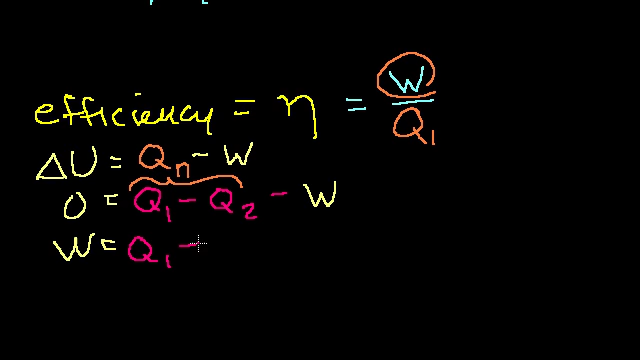 efficiency = η = W / Q₁
ΔU = Qₙ - W
0 = Q₁ - Q₂ - W
W = Q₁ -